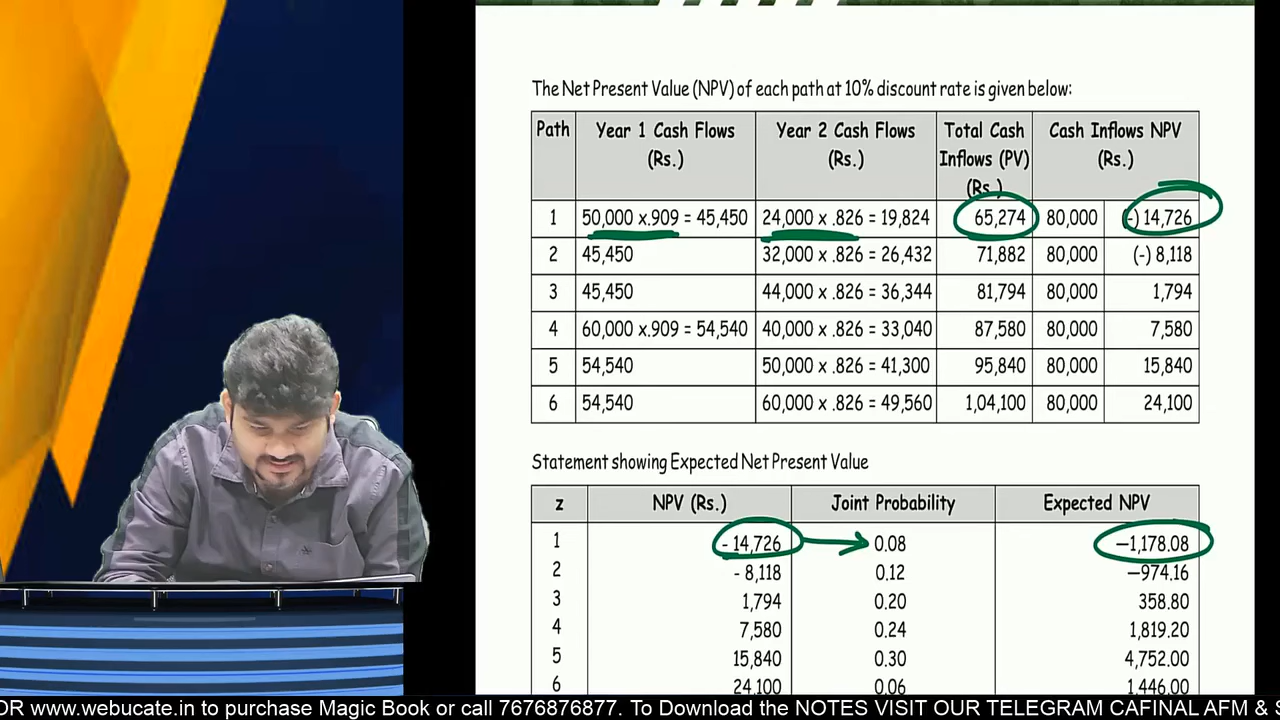 The Net Present Value (NPV) of each path at 10% discount rate is given below:
Path Year 1 Cash Flows (Rs.) Year 2 Cash Flows (Rs.) Total Cash Inflows (PV) (Rs.) Cash Inflows NPV (Rs.)
1 50,000 x.909 = 45,450 24,000 x .826 = 19,824 65,274 80,000 (-) 14,726
2 45,450 32,000 x .826 = 26,432 71,882 80,000 (-) 8,118
3 45,450 44,000 x .826 = 36,344 81,794 80,000 1,794
4 60,000 x.909 = 54,540 40,000 x .826 = 33,040 87,580 80,000 7,580
5 54,540 50,000 x .826 = 41,300 95,840 80,000 15,840
6 54,540 60,000 x .826 = 49,560 1,04,100 80,000 24,100
Statement showing Expected Net Present Value
z NPV (Rs.) Joint Probability Expected NPV
1 - 14,726 0.08 –1,178.08
2 - 8,118 0.12 –974.16
3 1,794 0.20 358.80
4 7,580 0.24 1,819.20
5 15,840 0.30 4,752.00
6 24,100 0.06 1,446.00
OR www.webucate.in to purchase Magic Book or call 7676876877. To Download the NOTES VISIT OUR TELEGRAM CAFINAL AFM & S